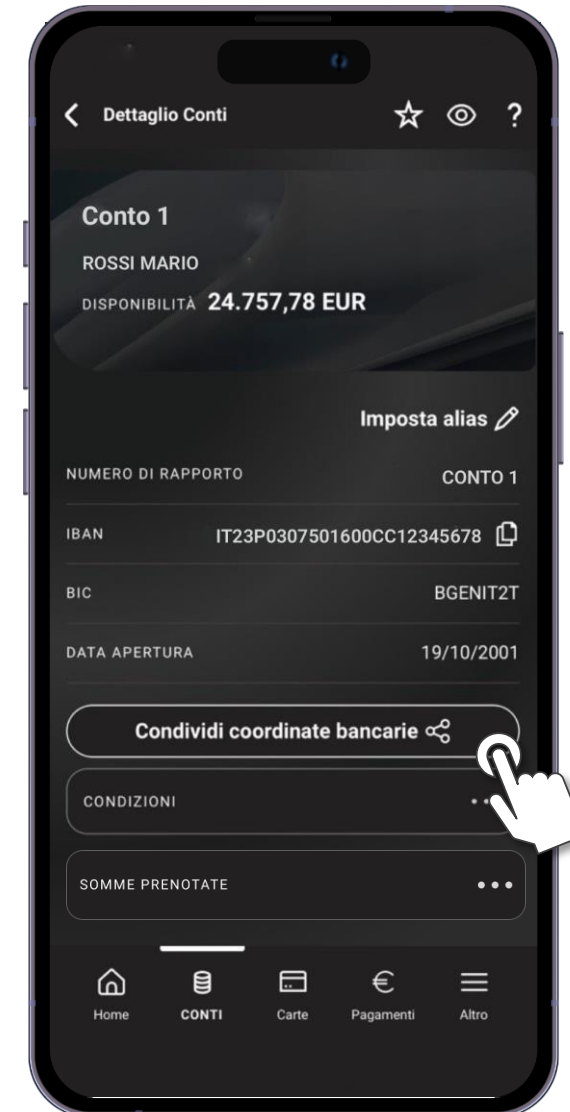 Dettaglio Conti ?
Conto 1
ROSSI MARIO
DISPONIBILITÀ 24.757,78 EUR
Imposta alias
NUMERO DI RAPPORTO CONTO 1
IBAN IT23P0307501600CC12345678
BIC BGENIT2T
DATA APERTURA 19/10/2001
Condividi coordinate bancarie
CONDIZIONI
SOMME PRENOTATE
Home CONTI Carte Pagamenti Altro